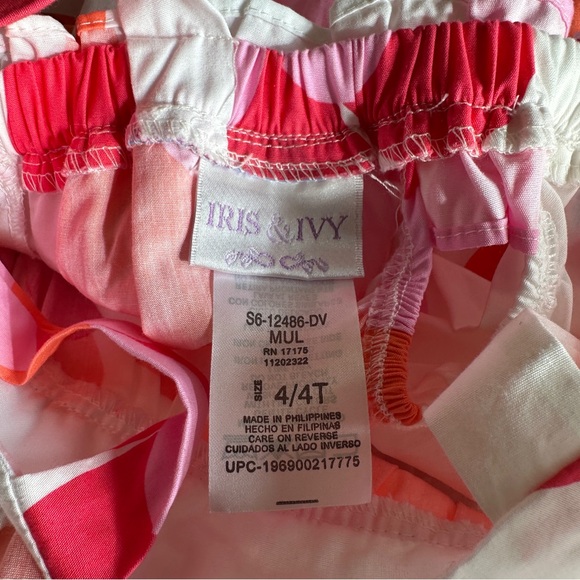 IRIS & IVY
S6-12486-DV
MUL
RN 17175
11202322
SIZE 4/4T
MADE IN PHILIPPINES
HECHO EN FILIPINAS
CARE ON REVERSE
CUIDADOS AL LADO INVERSO
UPC-196900217775